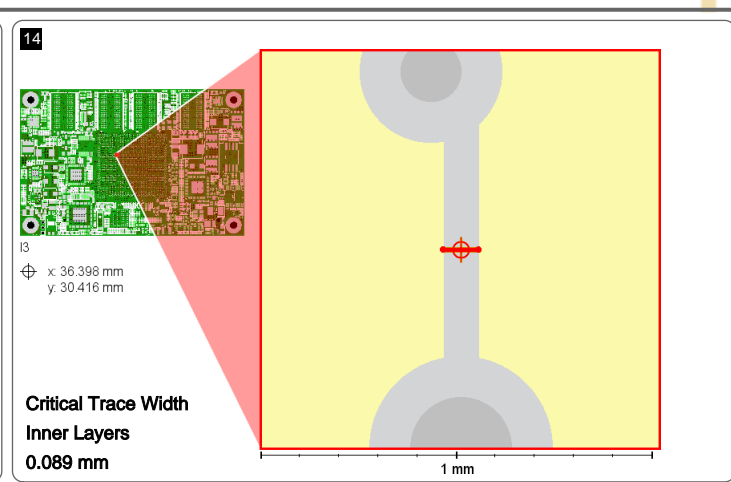 14
l3
x: 36.398 mm
y: 30.416 mm
Critical Trace Width
Inner Layers
0.089 mm
1 mm